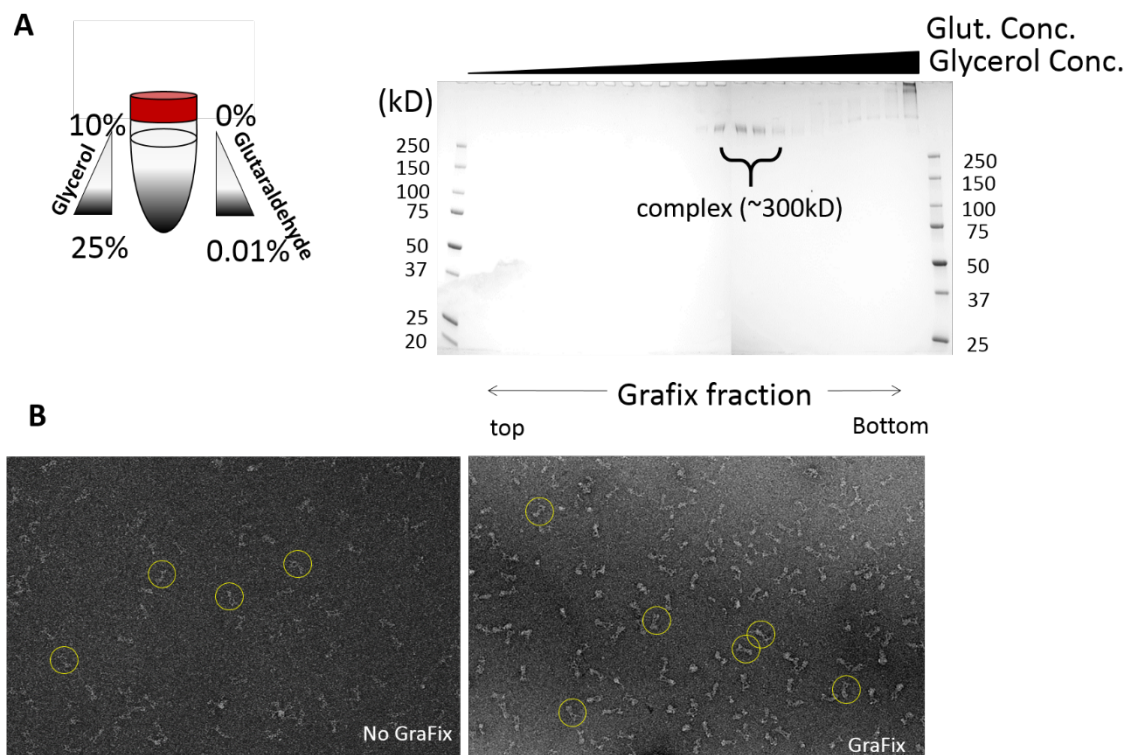 A
10%
0%
Glycerol
Glutaraldehyde
25%
0.01%
Glut. Conc.
Glycerol Conc.
(kD)
250
150
100
75
50
37
25
20
complex (~300kD)
250
150
100
75
50
37
25
Grafix fraction
top
Bottom
B
No GraFix
GraFix